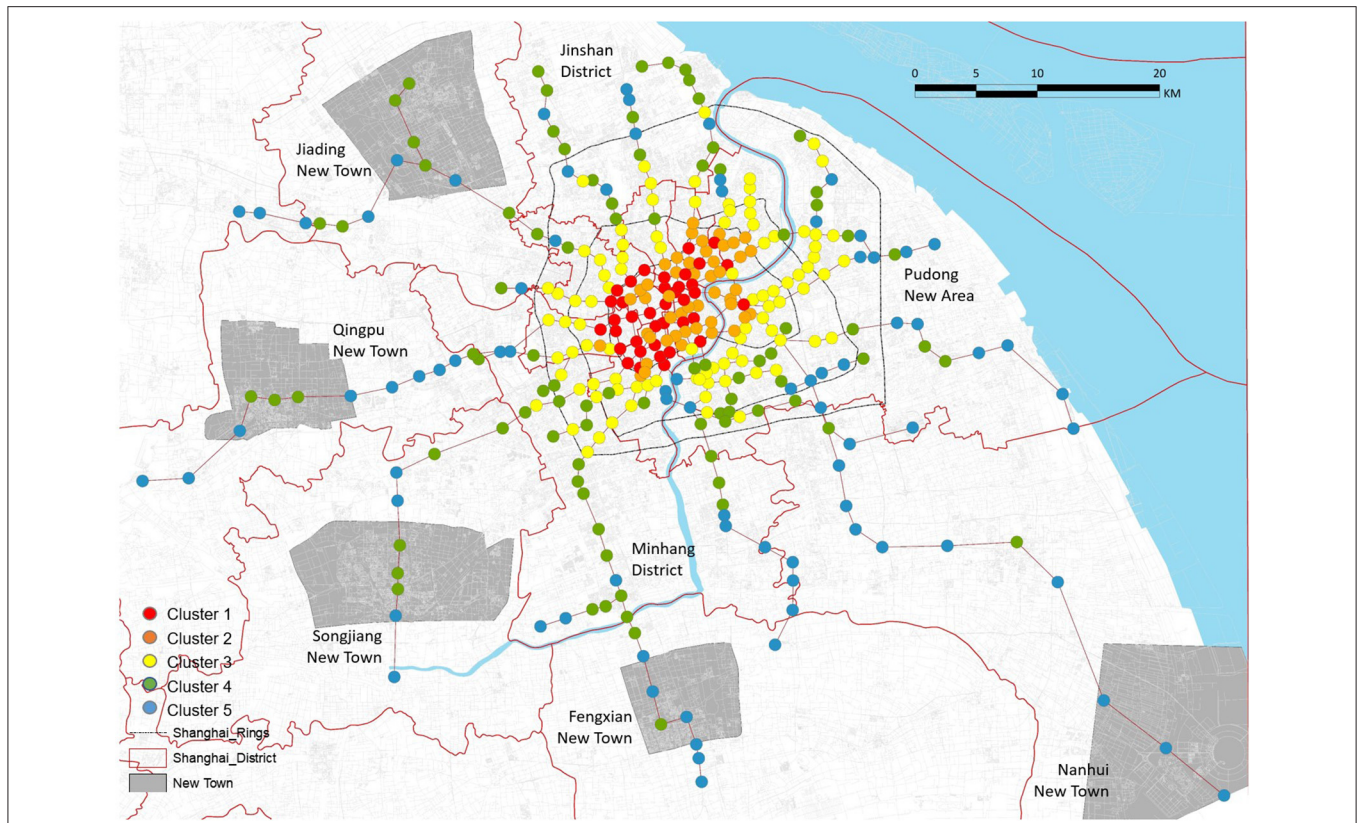 Jinshan
District
0 5 10 20
KM
Jiading
New Town
Pudong
New Area
Qingpu
New Town
Minhang
District
Cluster 1
Cluster 2
Cluster 3
Cluster 4
Cluster 5
Shanghai_Rings
Shanghai_District
New Town
Songjiang
New Town
Fengxian
New Town
Nanhui
New Town